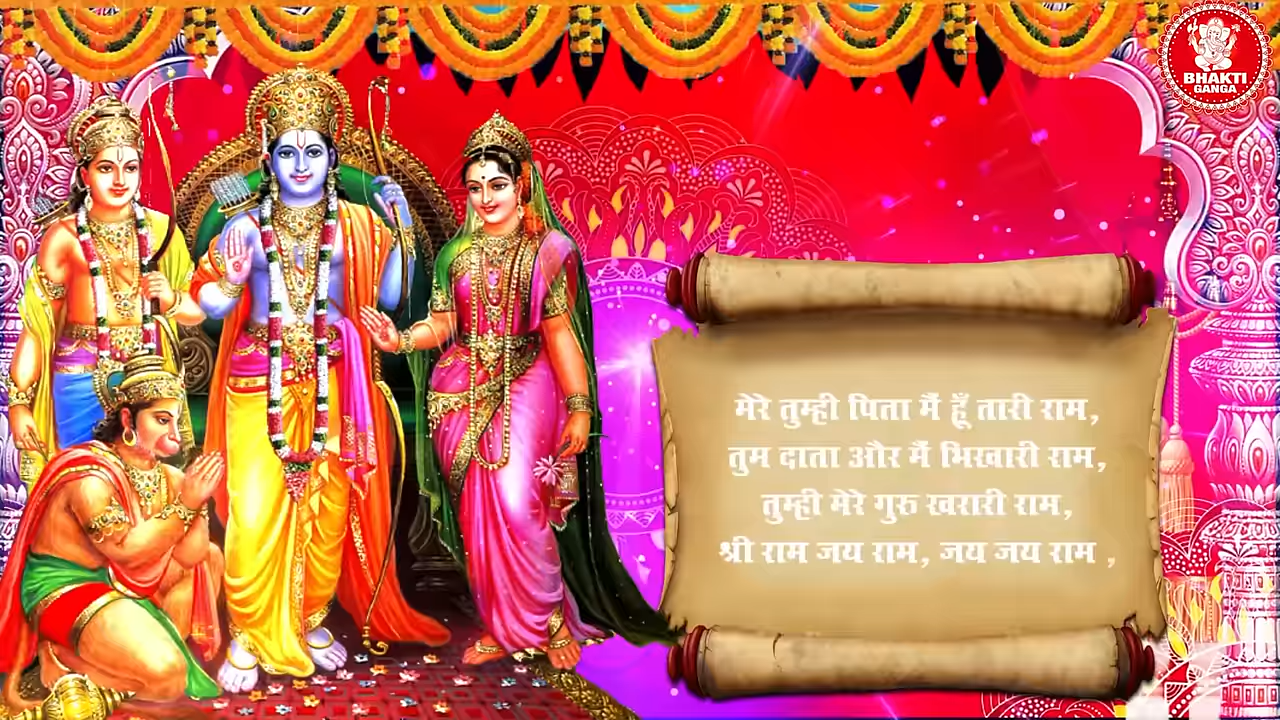 BHAKTI
GANGA
मेरे तुम्ही पिता मैं हूँ तारी राम,
तुम दाता और मैं भिखारी राम,
तुम्ही मेरे गुरु खरारी राम,
श्री राम जय राम, जय जय राम ,